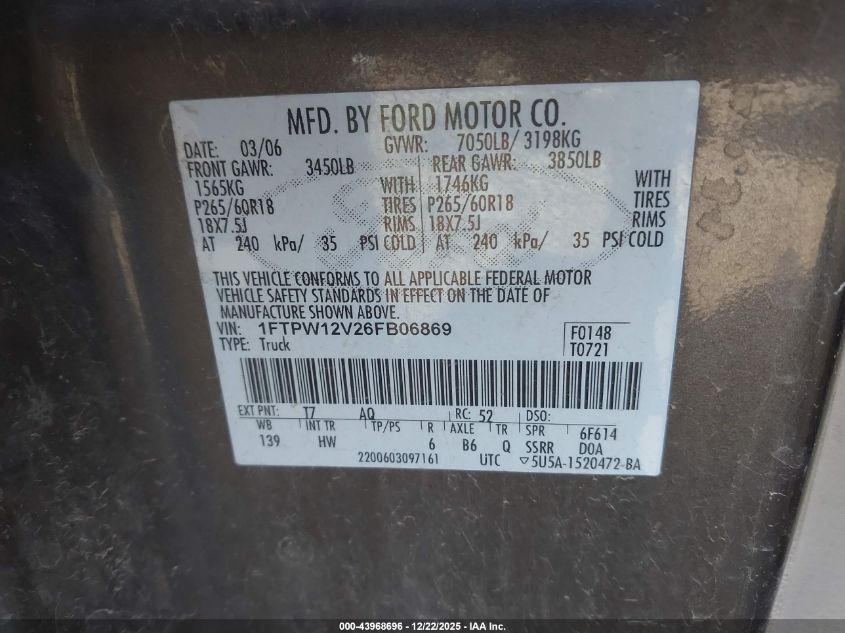 MFD. BY FORD MOTOR CO.
DATE: 03/06 GVWR: 7050LB/ 3198KG
FRONT GAWR: 3450LB REAR GAWR: 3850LB
1565KG WITH 1746KG WITH
P265/60R18 TIRES P265/60R18 TIRES
18X7.5J RIMS 18X7.5J RIMS
AT 240 kPa/ 35 PSI COLD AT 240 kPa/ 35 PSI COLD
THIS VEHICLE CONFORMS TO ALL APPLICABLE FEDERAL MOTOR
VEHICLE SAFETY STANDARDS IN EFFECT ON THE DATE OF
MANUFACTURE SHOWN ABOVE.
VIN: 1FTPW12V26FB06869 F0148
TYPE: Truck T0721
EXT PNT: T7 AQ RC: 52 DSO:
WB INT TR TP/PS R AXLE TR SPR 6F614
139 HW 6 B6 Q SSRR DOA
2200603097161 UTC ▽5U5A-1520472-BA
000-43968696 - 12/22/2025 - IAA Inc.